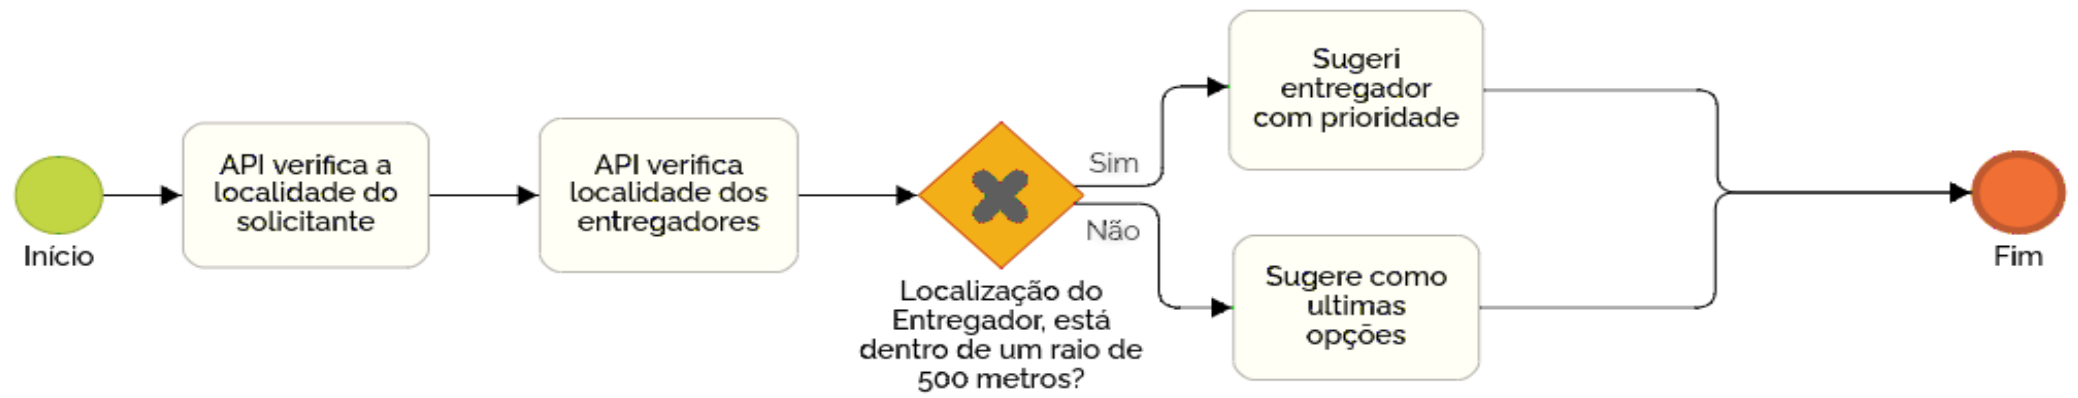 Início
API verifica a
localidade do
solicitante
API verifica
localidade dos
entregadores
Localização do
Entregador, está
dentro de um raio de
500 metros?
Sim
Sugeri
entregador
com prioridade
Não
Sugere como
ultimas
opções
Fim